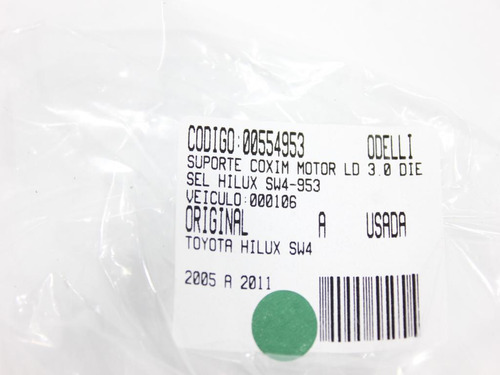 CODIGO:00554953 ODELLI
SUPORTE COXIM MOTOR LD 3.0 DIE
SEL HILUX SW4-953
VEICULO:000106
ORIGINAL A USADA
TOYOTA HILUX SW4
2005 A 2011